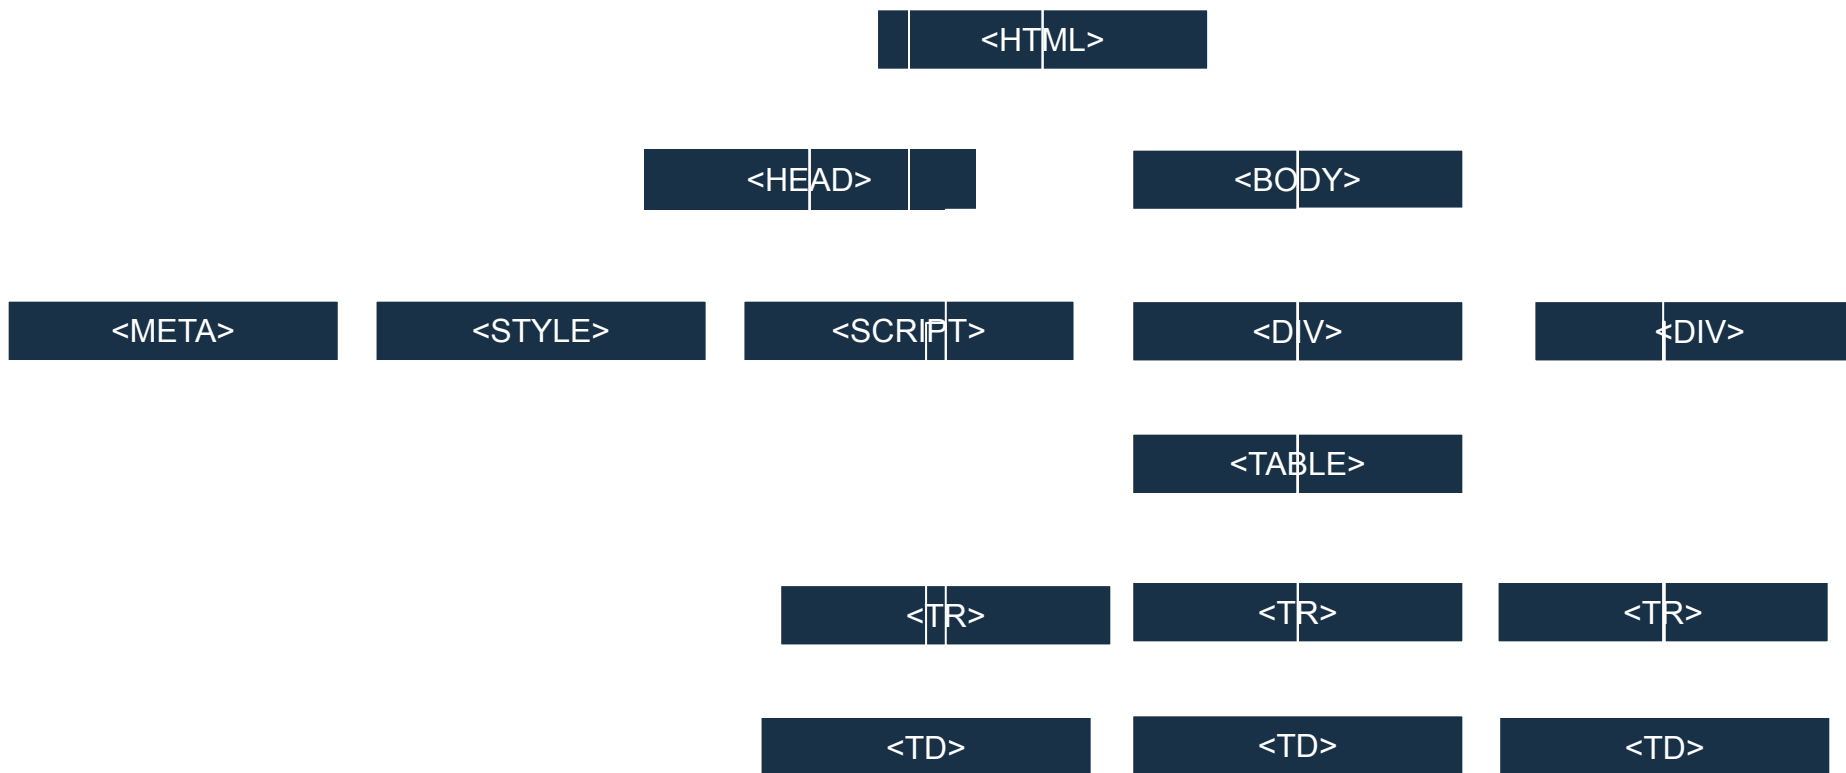 <HTML>
<HEAD> <BODY>
<META> <STYLE> <SCRIPT> <DIV> <DIV>
<TABLE>
<TR> <TR> <TR>
<TD> <TD> <TD>